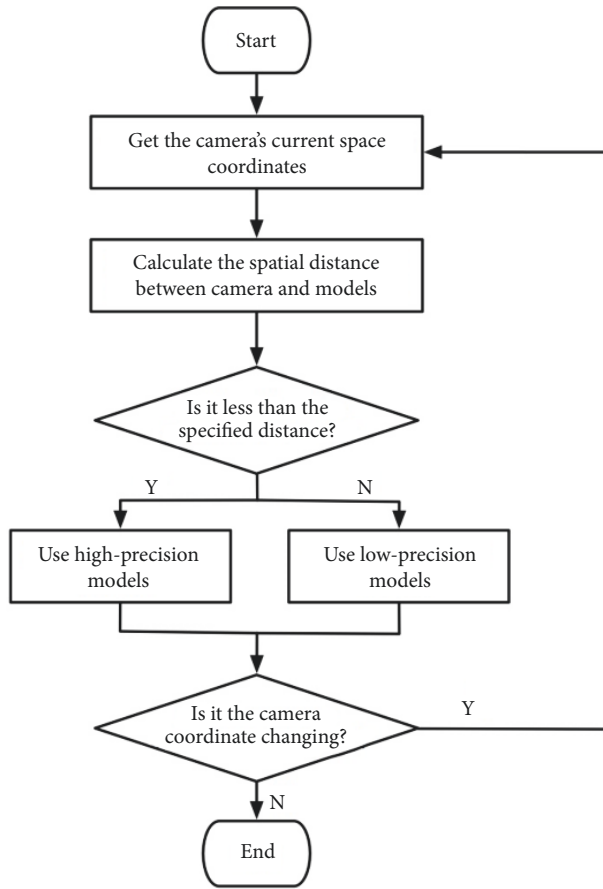 Start
Get the camera's current space
coordinates
Calculate the spatial distance
between camera and models
Is it less than the
specified distance?
Y
N
Use high-precision
models
Use low-precision
models
Is it the camera
coordinate changing?
Y
N
End